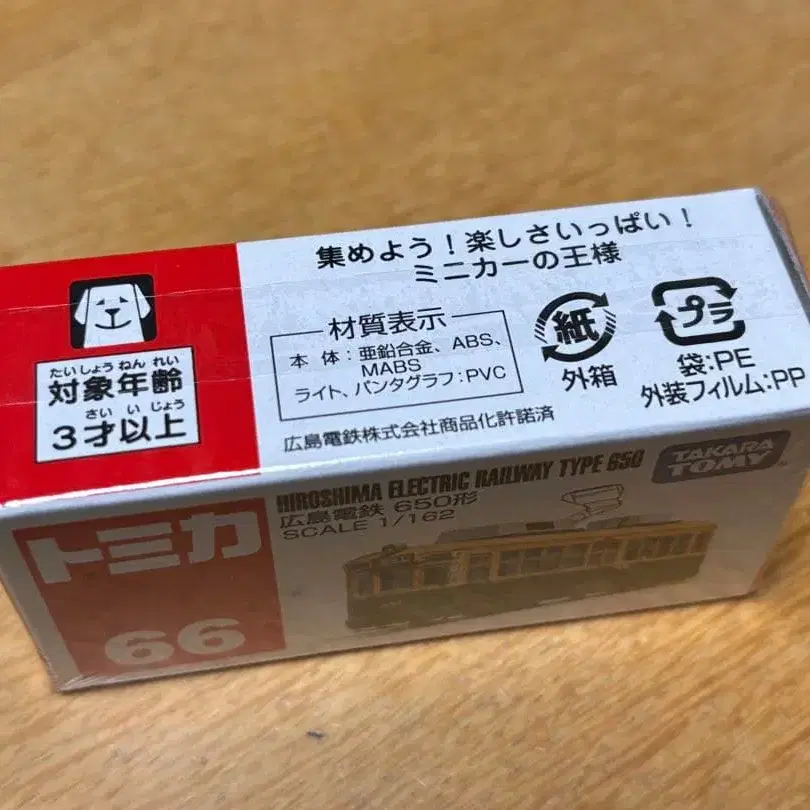 集めよう!楽しさいっぱい!
ミニカーの王様
たいしょう ねん れい
対象年齢
さい い じょう
3才以上
材質表示
本 体:亜鉛合金、ABS、
MABS
ライト、パンタグラフ:PVC
広島電鉄株式会社商品化許諾済
紙
外箱
プラ
袋:PE
外装フィルム:PP
トミカ
66
HIROSHIMA ELECTRIC RAILWAY TYPE 650
広島電鉄 650形
SCALE 1/162
TAKARA
TOMY